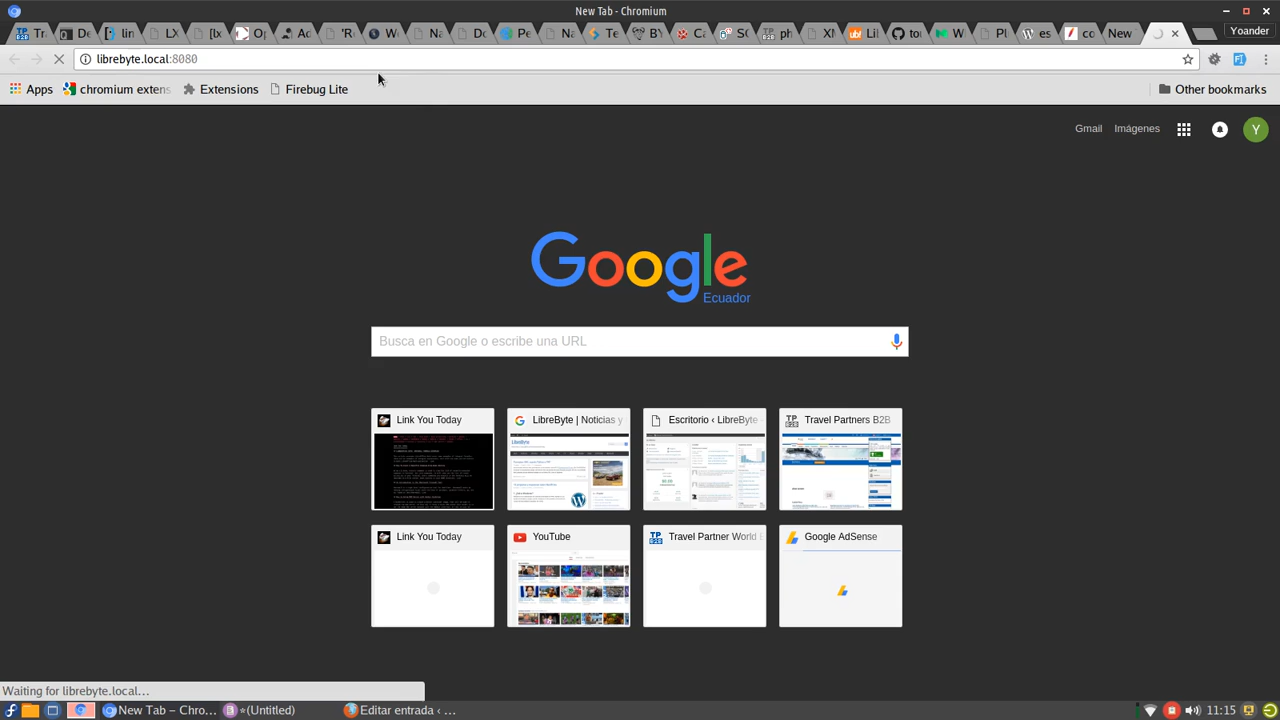 New Tab - Chromium
Yoander
librebyte.local:8080
Apps
chromium extens
Extensions
Firebug Lite
Other bookmarks
Gmail
Imágenes
Y
Google
Ecuador
Busca en Google o escribe una URL
Link You Today
LibreByte | Noticias y
Escritorio ‹ LibreByte
Travel Partners B2B
Link You Today
YouTube
Travel Partner World
Google AdSense
Waiting for librebyte.local...
New Tab – Chro...
*(Untitled)
Editar entrada ‹ ...
11:15